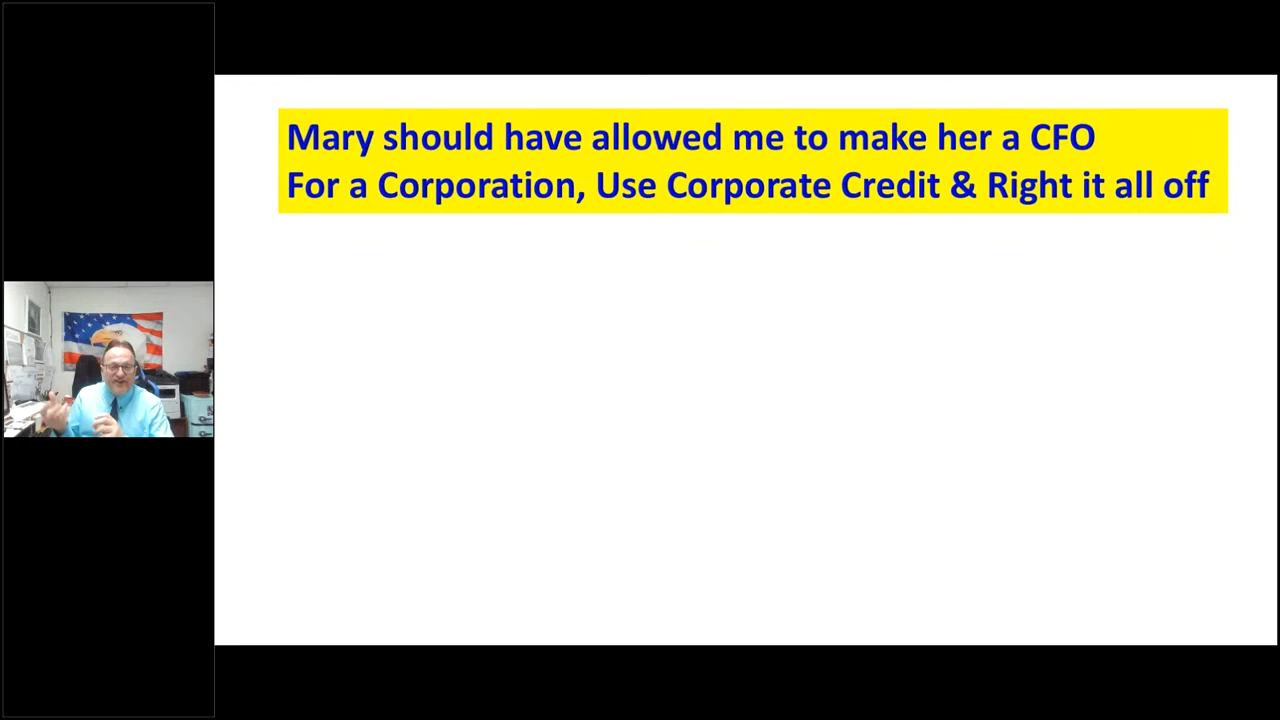 Mary should have allowed me to make her a CFO
For a Corporation, Use Corporate Credit & Right it all off